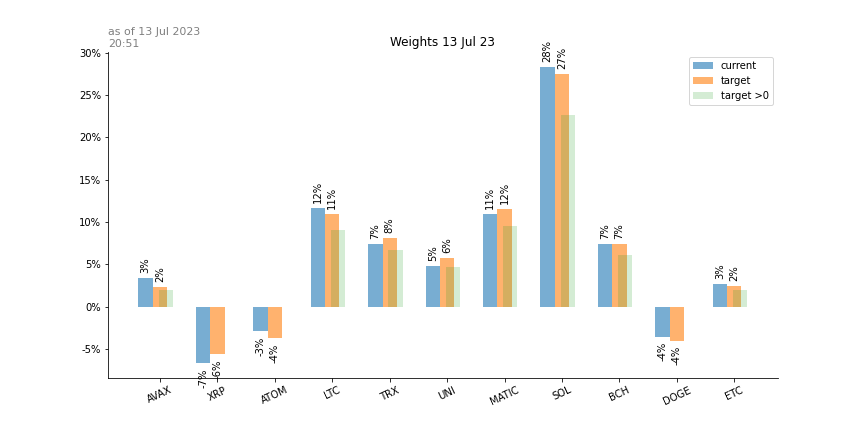 as of 13 Jul 2023
20:51
Weights 13 Jul 23
current
target
target >0
30%
25%
20%
15%
10%
5%
0%
-5%
3%
2%
-7%
-6%
-3%
-4%
12%
11%
7%
8%
5%
6%
11%
12%
28%
27%
7%
7%
-4%
-4%
3%
2%
AVAX
XRP
ATOM
LTC
TRX
UNI
MATIC
SOL
BCH
DOGE
ETC